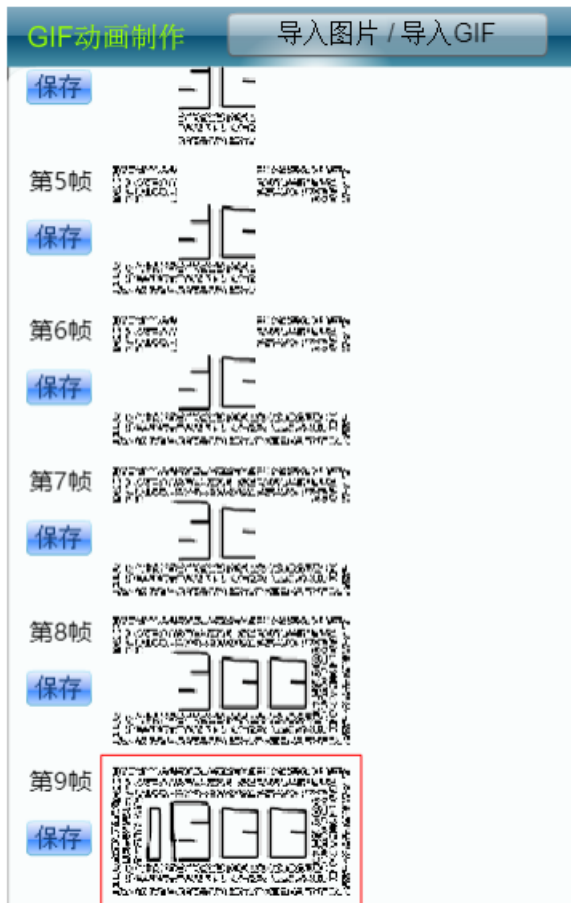 GIF动画制作
导入图片 / 导入GIF
保存
第5帧
保存
第6帧
保存
第7帧
保存
第8帧
保存
第9帧
保存